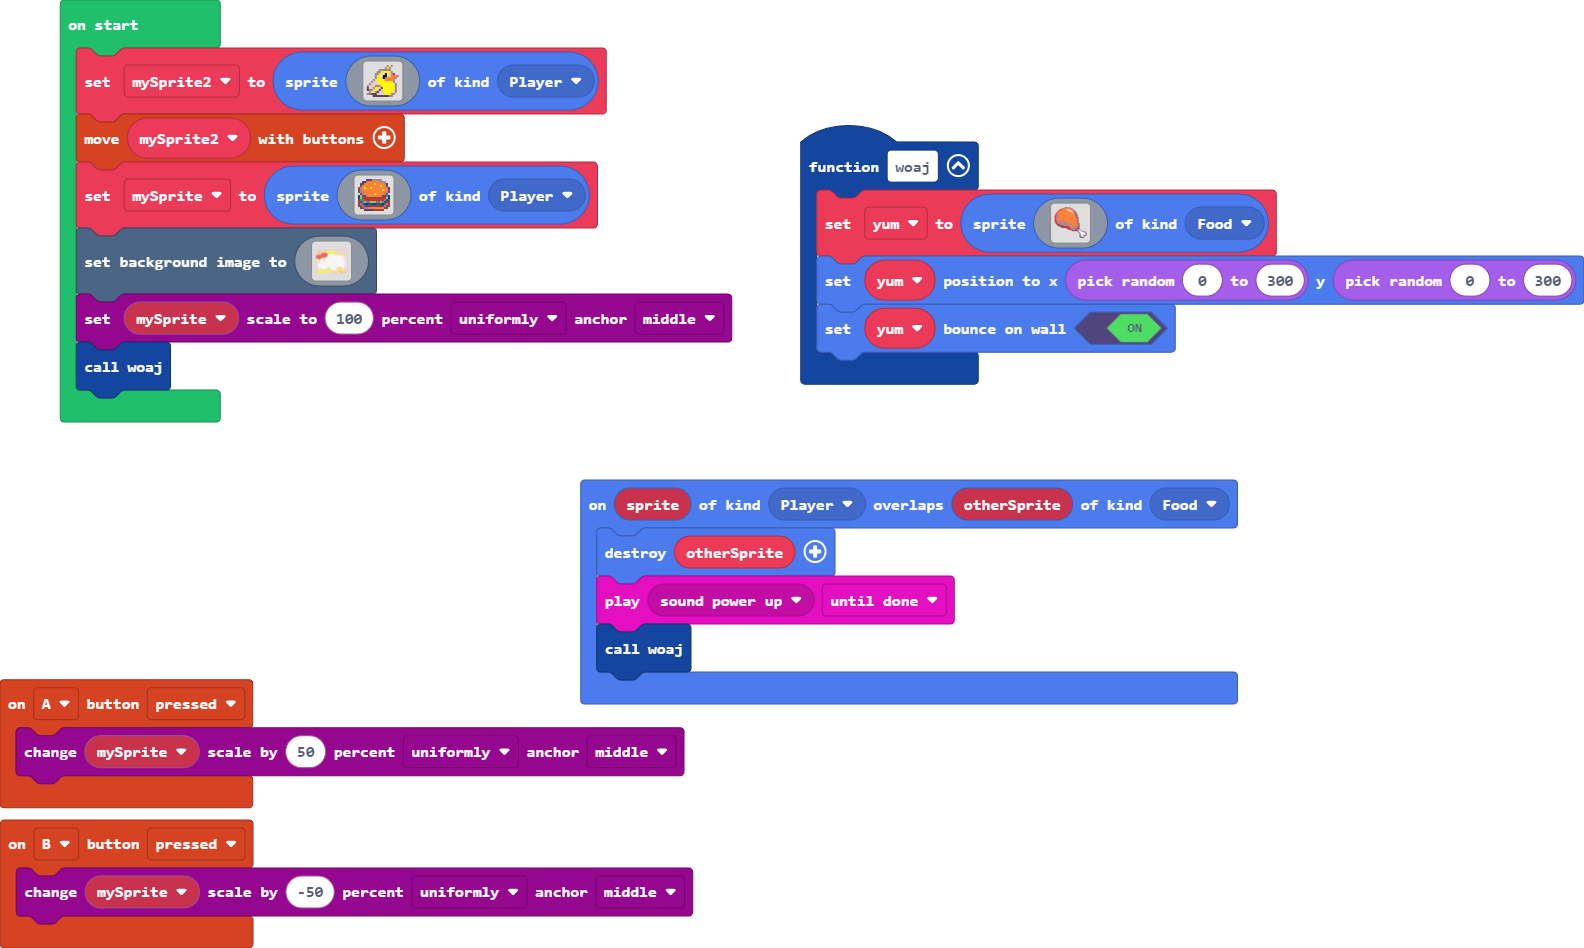 on start
set mySprite2 to sprite of kind Player
move mySprite2 with buttons
set mySprite to sprite of kind Player
set background image to
set mySprite scale to 100 percent uniformly anchor middle
call woaj
function woaj
set yum to sprite of kind Food
set yum position to x pick random 0 to 300 y pick random 0 to 300
set yum bounce on wall ON
on sprite of kind Player overlaps otherSprite of kind Food
destroy otherSprite
play sound power up until done
call woaj
on A button pressed
change mySprite scale by 50 percent uniformly anchor middle
on B button pressed
change mySprite scale by -50 percent uniformly anchor middle